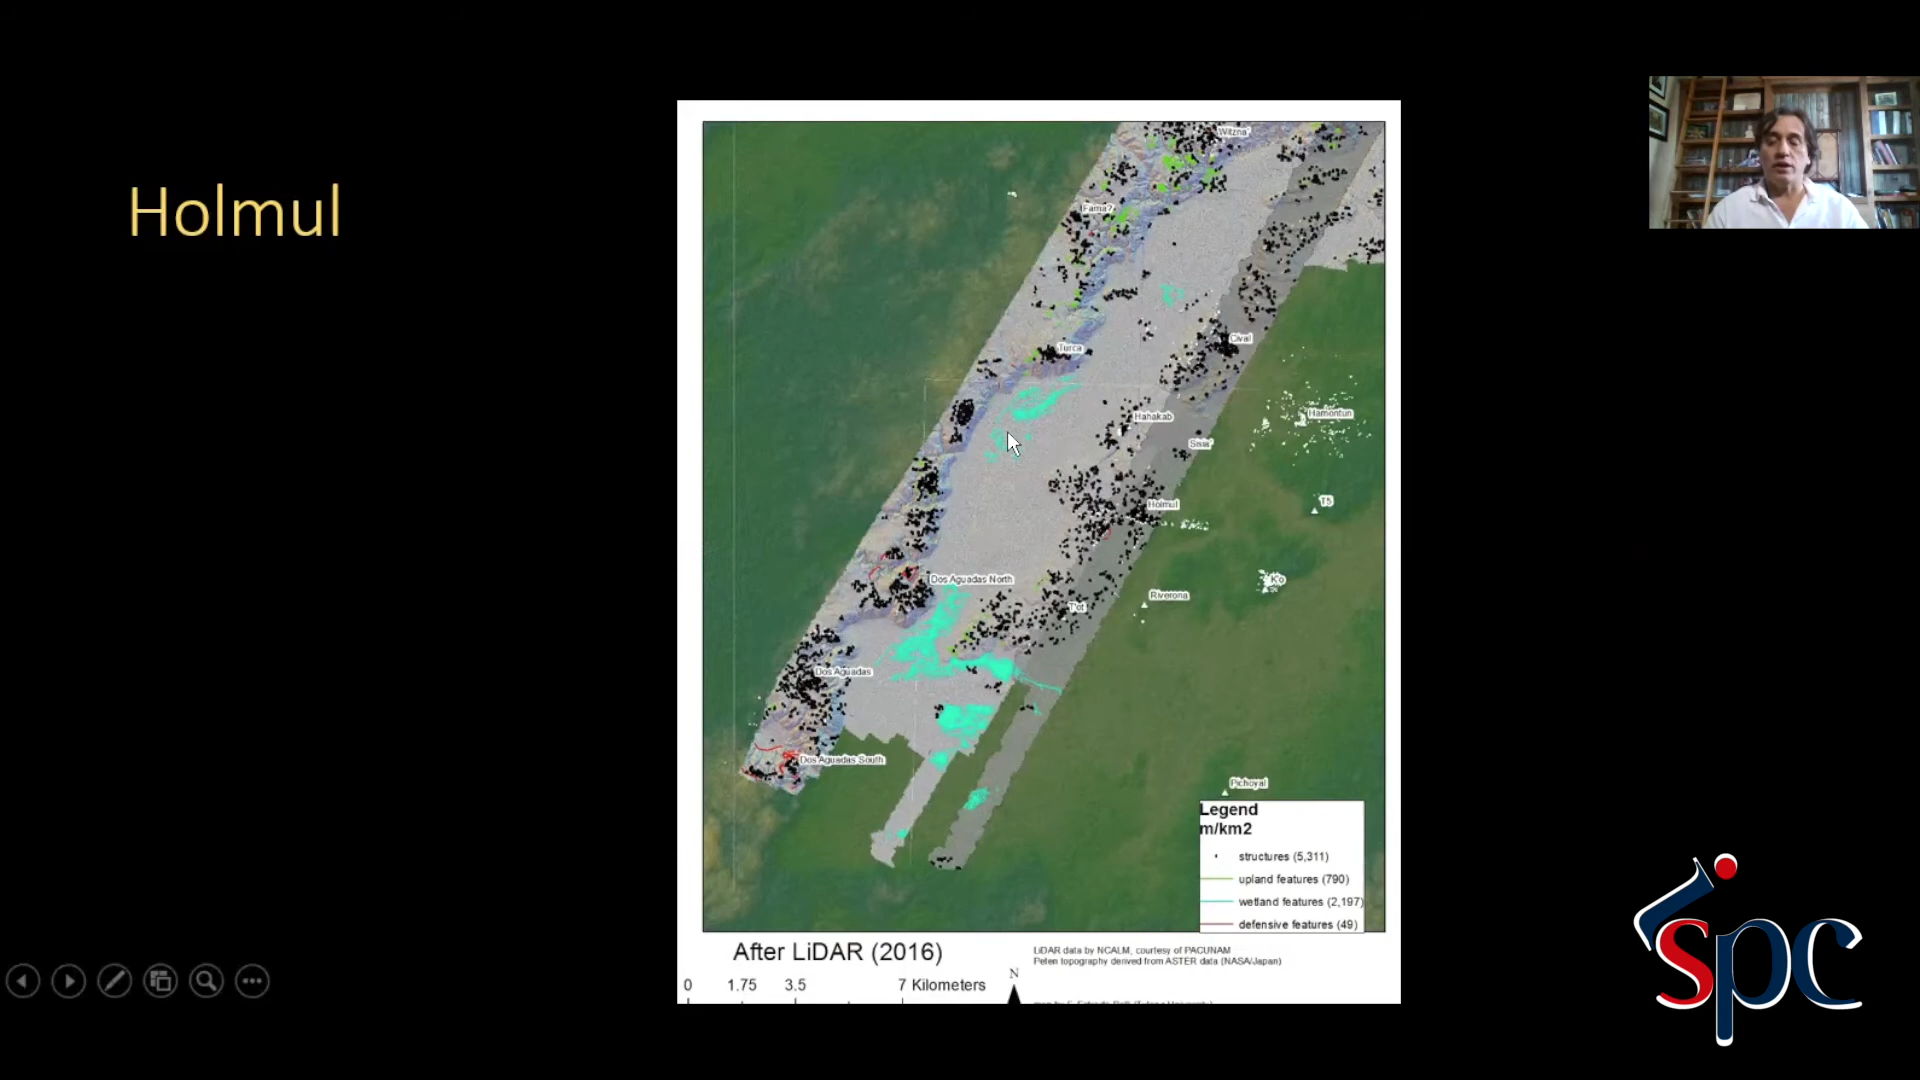 Holmul
Witzna'
Fama?
Turca
Cival
Hahakab
Hamontun
Sisia'
T5
Holmul
Dos Aguadas North
Ko
Riverona
T'ot
Dos Aguadas
Dos Aguadas South
Pichoyal
Legend
m/km2
structures (5,311)
upland features (790)
wetland features (2,197)
defensive features (49)
After LiDAR (2016)
LiDAR data by NCALM, courtesy of PACUNAM
Peten topography derived from ASTER data (NASA/Japan)
N
0 1.75 3.5 7 Kilometers
spc